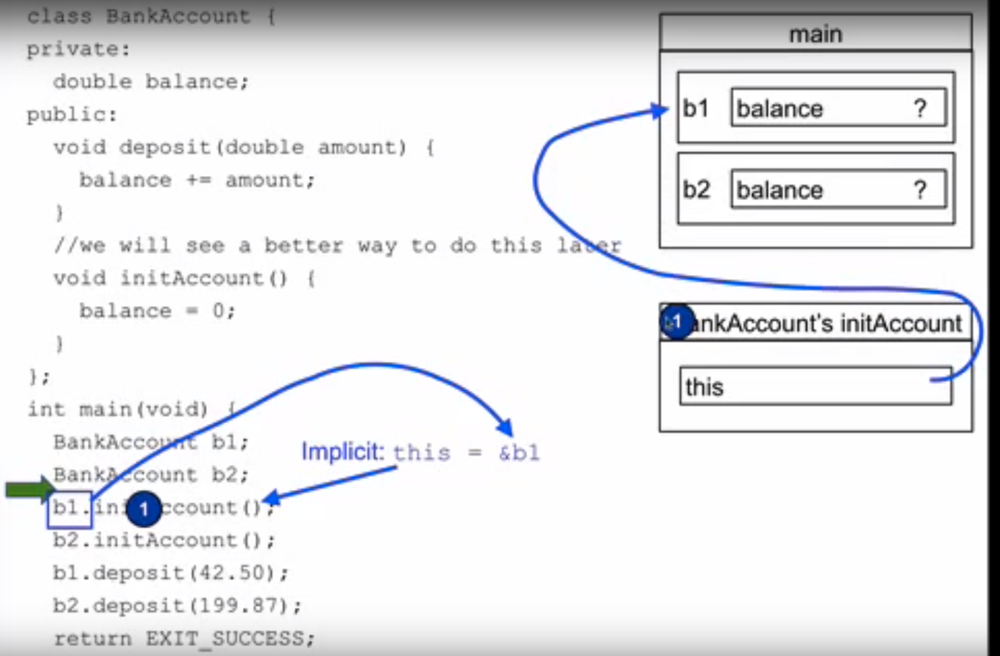 class BankAccount {
private:
double balance;
public:
void deposit(double amount) {
balance += amount;
}
//we will see a better way to do this later
void initAccount() {
balance = 0;
}
};
int main(void) {
BankAccount b1;
BankAccount b2;
b1.ini ccount();
1
b2.initAccount();
b1.deposit(42.50);
b2.deposit(199.87);
return EXIT_SUCCESS;
Implicit: this = &b1
main
b1 balance ?
b2 balance ?
1
ankAccount's initAccount
this